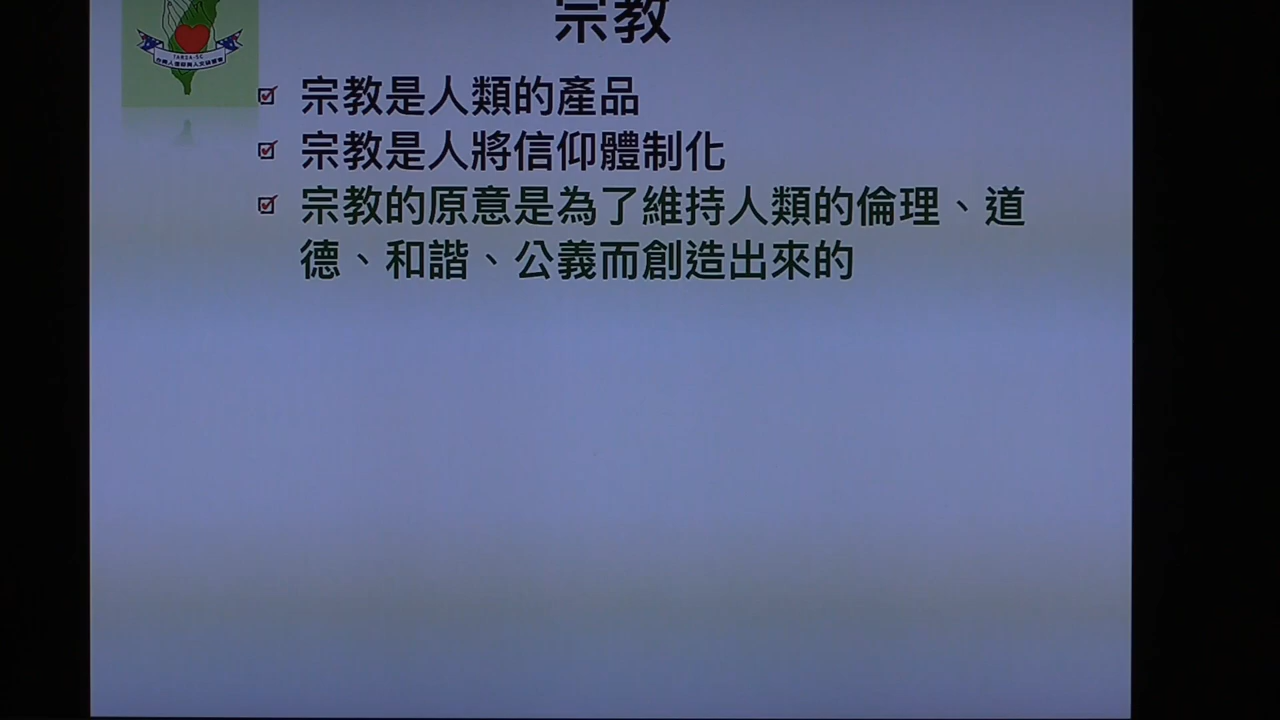 宗教
TARSA-SC
宗教是人類的產品
宗教是人將信仰體制化
宗教的原意是為了維持人類的倫理、道
德、和諧、公義而創造出來的